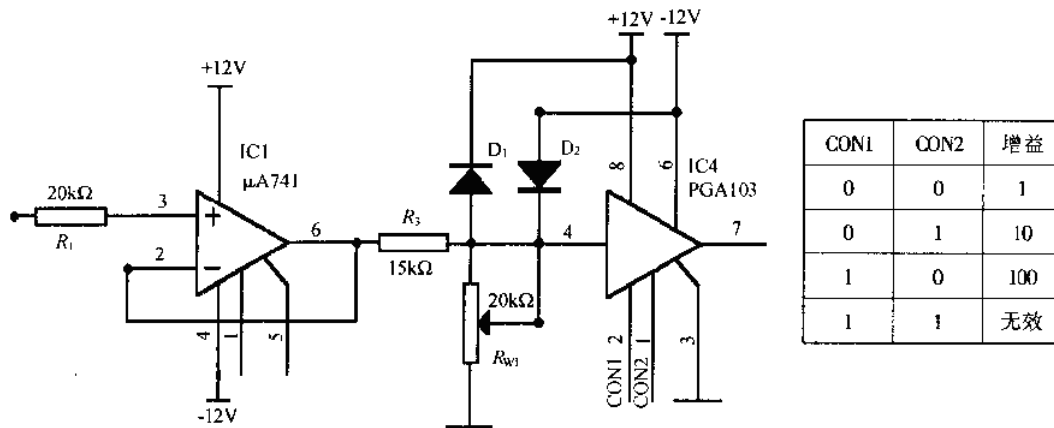 +12V
-12V
+12V
IC1
μA741
20kΩ
R1
3
2
6
4
1
5
-12V
R3
15kΩ
D1
D2
8
6
IC4
PGA103
4
7
20kΩ
RW1
CON1 2
CON2 1
3
CON1 CON2 增益
0 0 1
0 1 10
1 0 100
1 1 无效